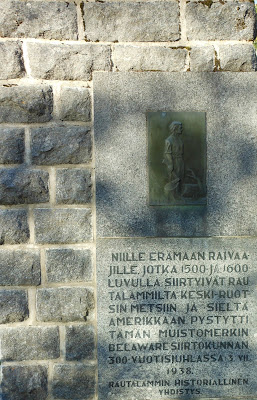 NIILLE ERÄMAAN RAIVAA
JILLE, JOTKA 1500-JA 1600
LUVULLA SIIRTYIVÄT RAU
TALAMMILTA KESKI-RUOT
SIN METSIIN JA SIELTÄ
AMERIKKAAN, PYSTYTTI
TÄMÄN MUISTOMERKIN
DELAWARE SIIRTOKUNNAN
300-VUOTISJUHLASSA 3.VII.
1938.
RAUTALAMMIN HISTORIALLINEN
YHDISTYS.